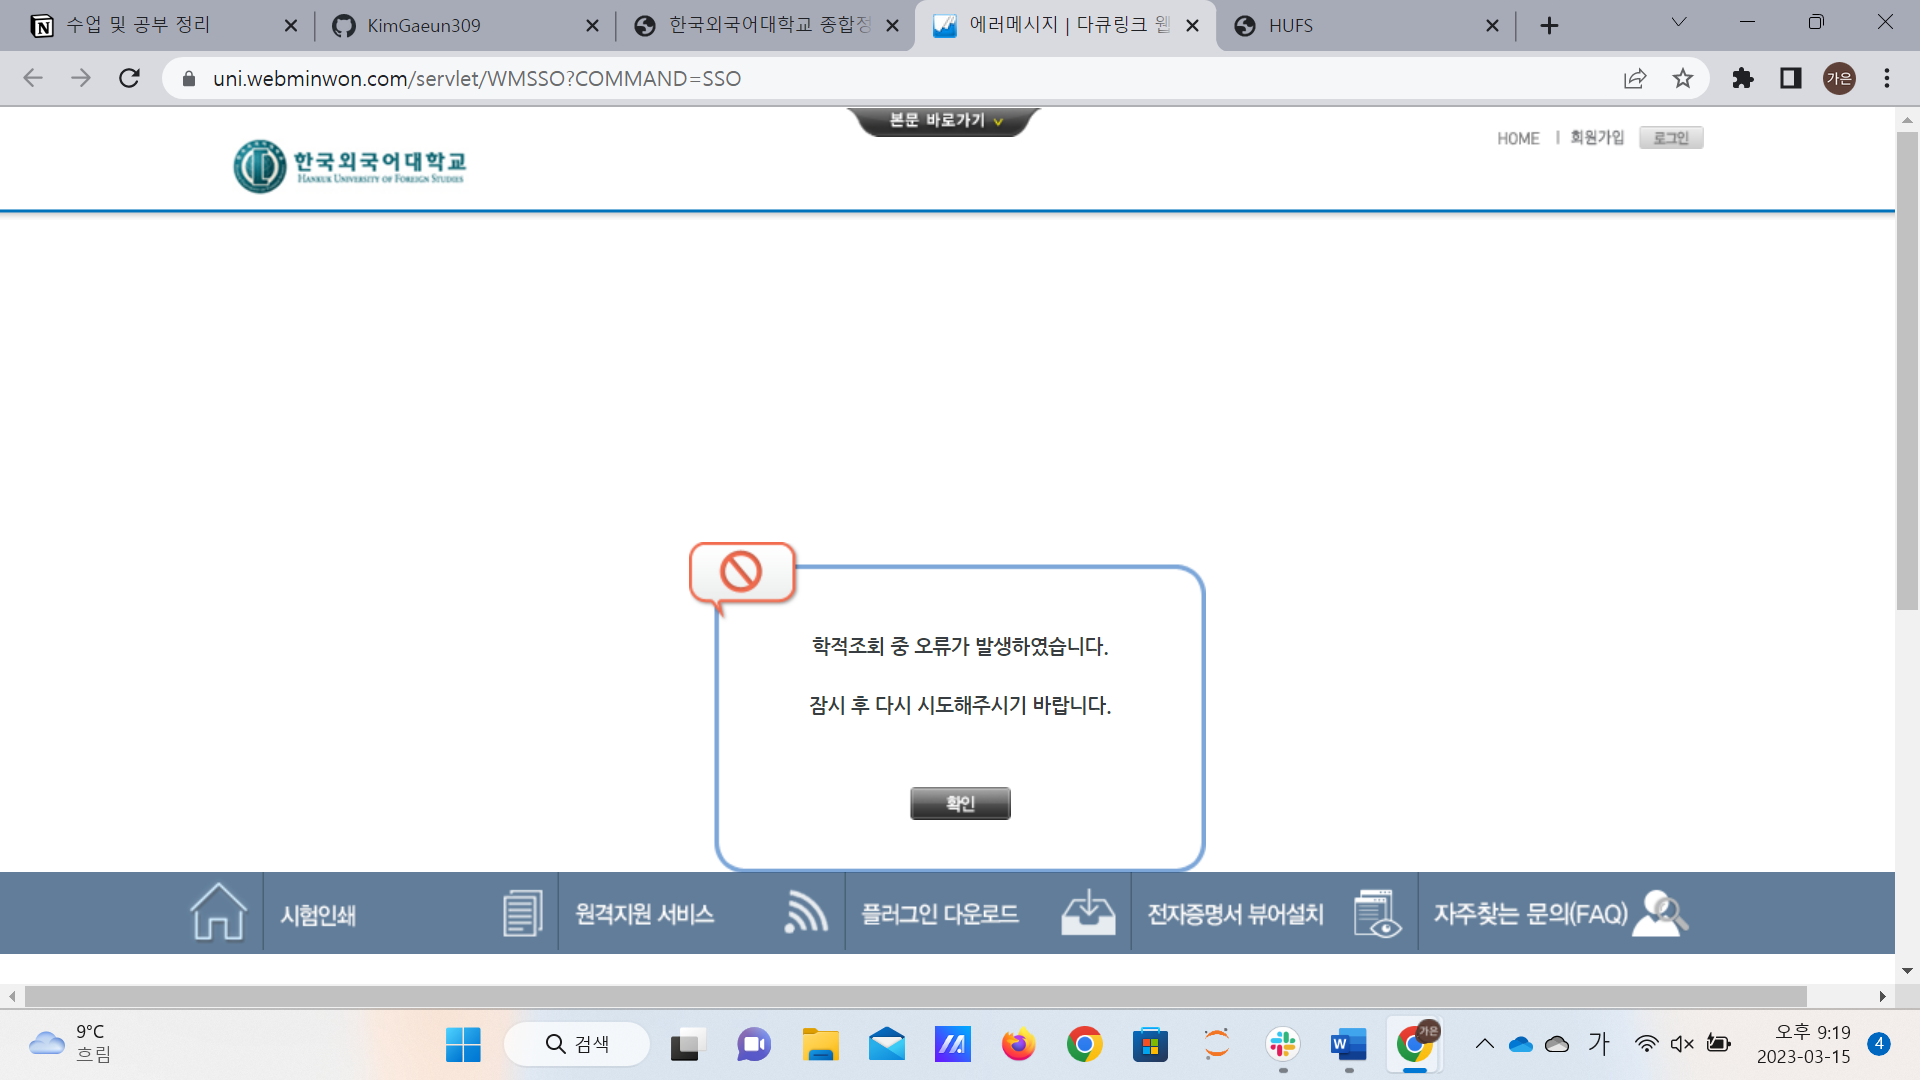 수업 및 공부 정리
KimGaeun309
한국외국어대학교 종합정
에러메시지 | 다큐링크 웹
HUFS
uni.webminwon.com/servlet/WMSSO?COMMAND=SSO
가은
본문 바로가기
HOME | 회원가입 로그인
한국외국어대학교
HANKUK UNIVERSITY OF FOREIGN STUDIES
학적조회 중 오류가 발생하였습니다.
잠시 후 다시 시도해주시기 바랍니다.
확인
시험인쇄
원격지원 서비스
플러그인 다운로드
전자증명서 뷰어설치
자주찾는 문의(FAQ)
9°C
흐림
검색
가은
가
오후 9:19
2023-03-15
4